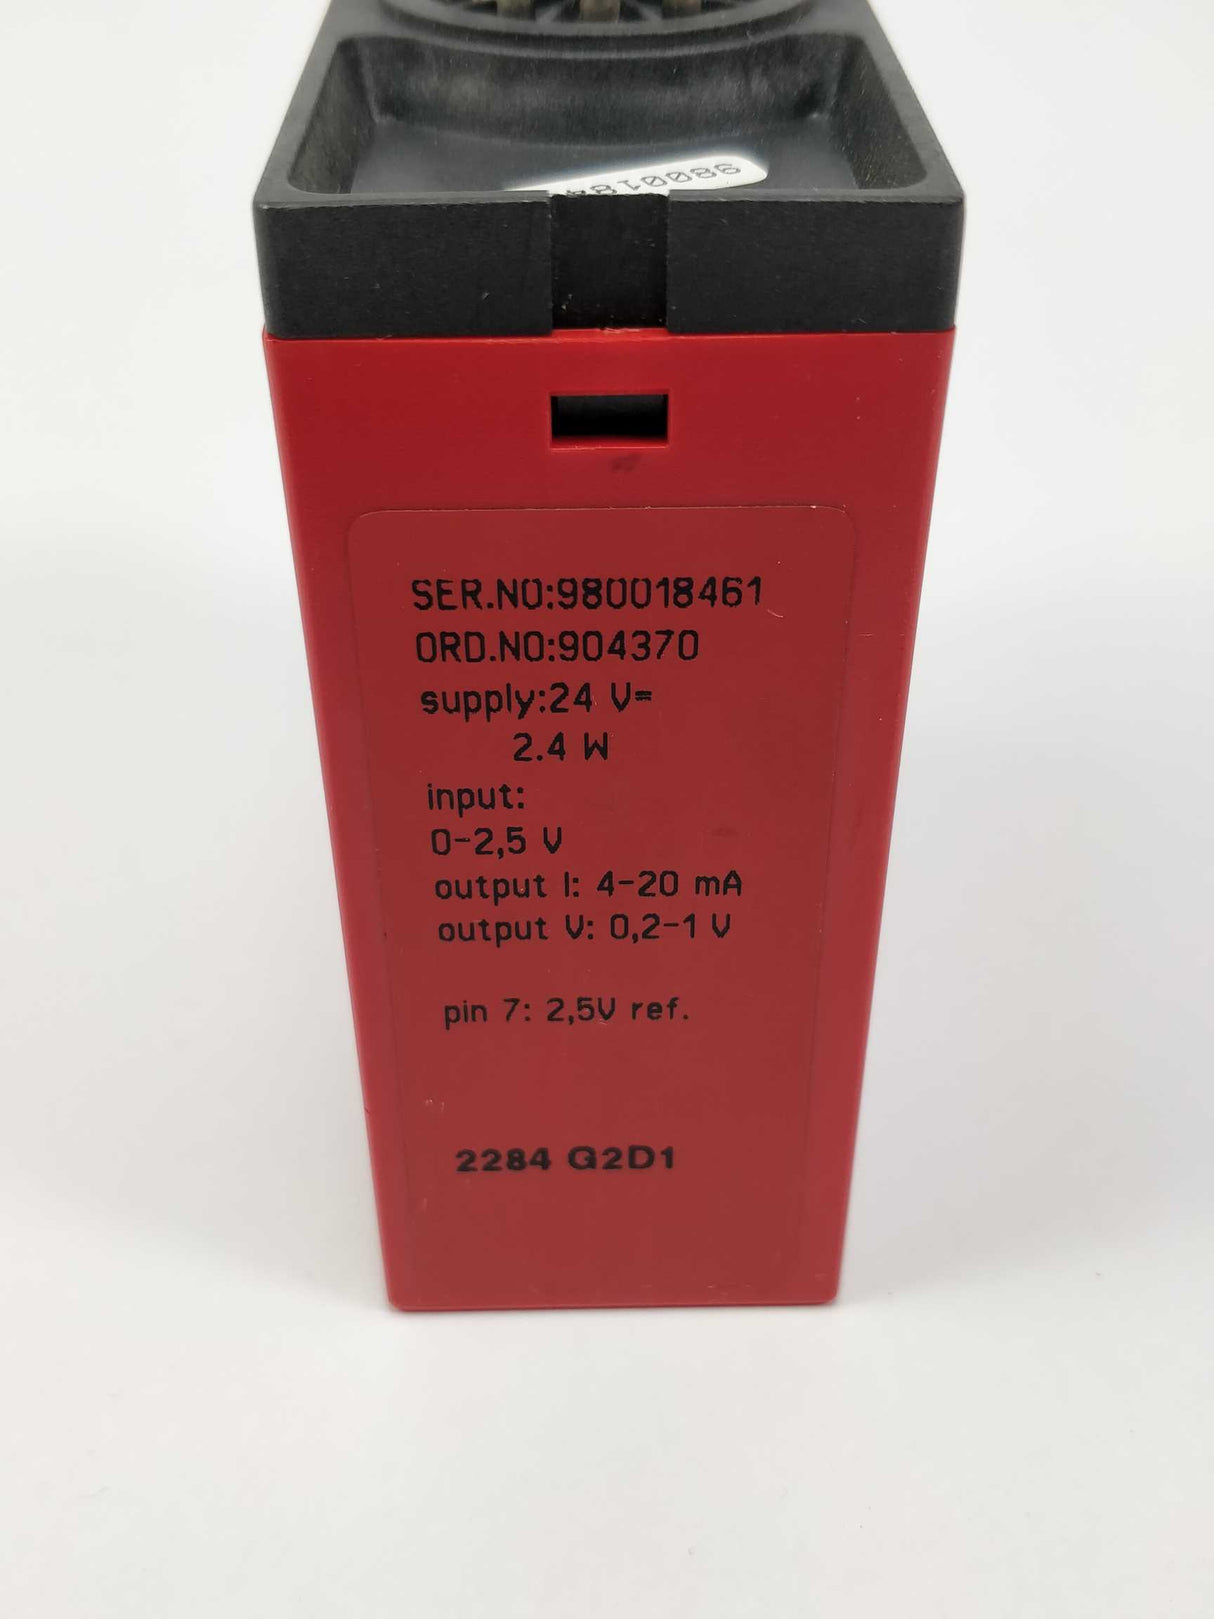 9800184
SER.NO:980018461
ORD.NO:904370
supply:24 V=
2.4 W
input:
0-2,5 V
output I: 4-20 mA
output V: 0,2-1 V
pin 7: 2,5V ref.
2284 G2D1